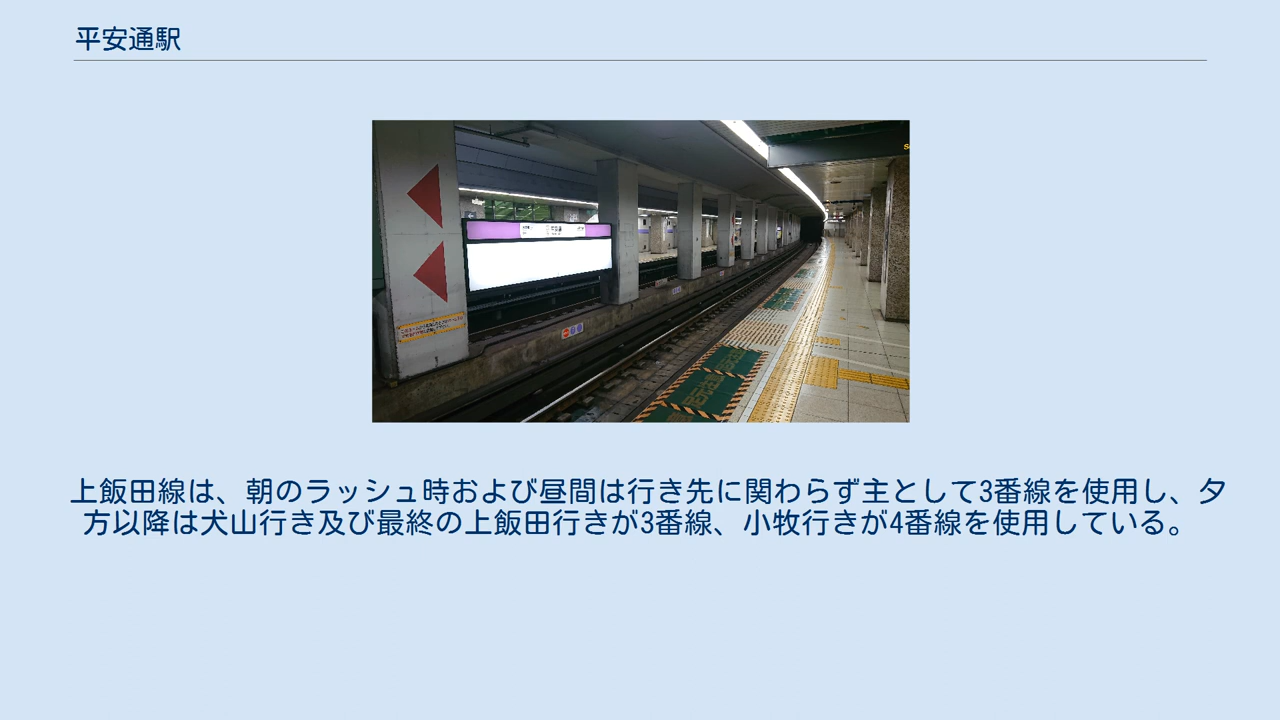 平安通駅
足元注意
上飯田線は、朝のラッシュ時および昼間は行き先に関わらず主として3番線を使用し、夕
方以降は犬山行き及び最終の上飯田行きが3番線、小牧行きが4番線を使用している。